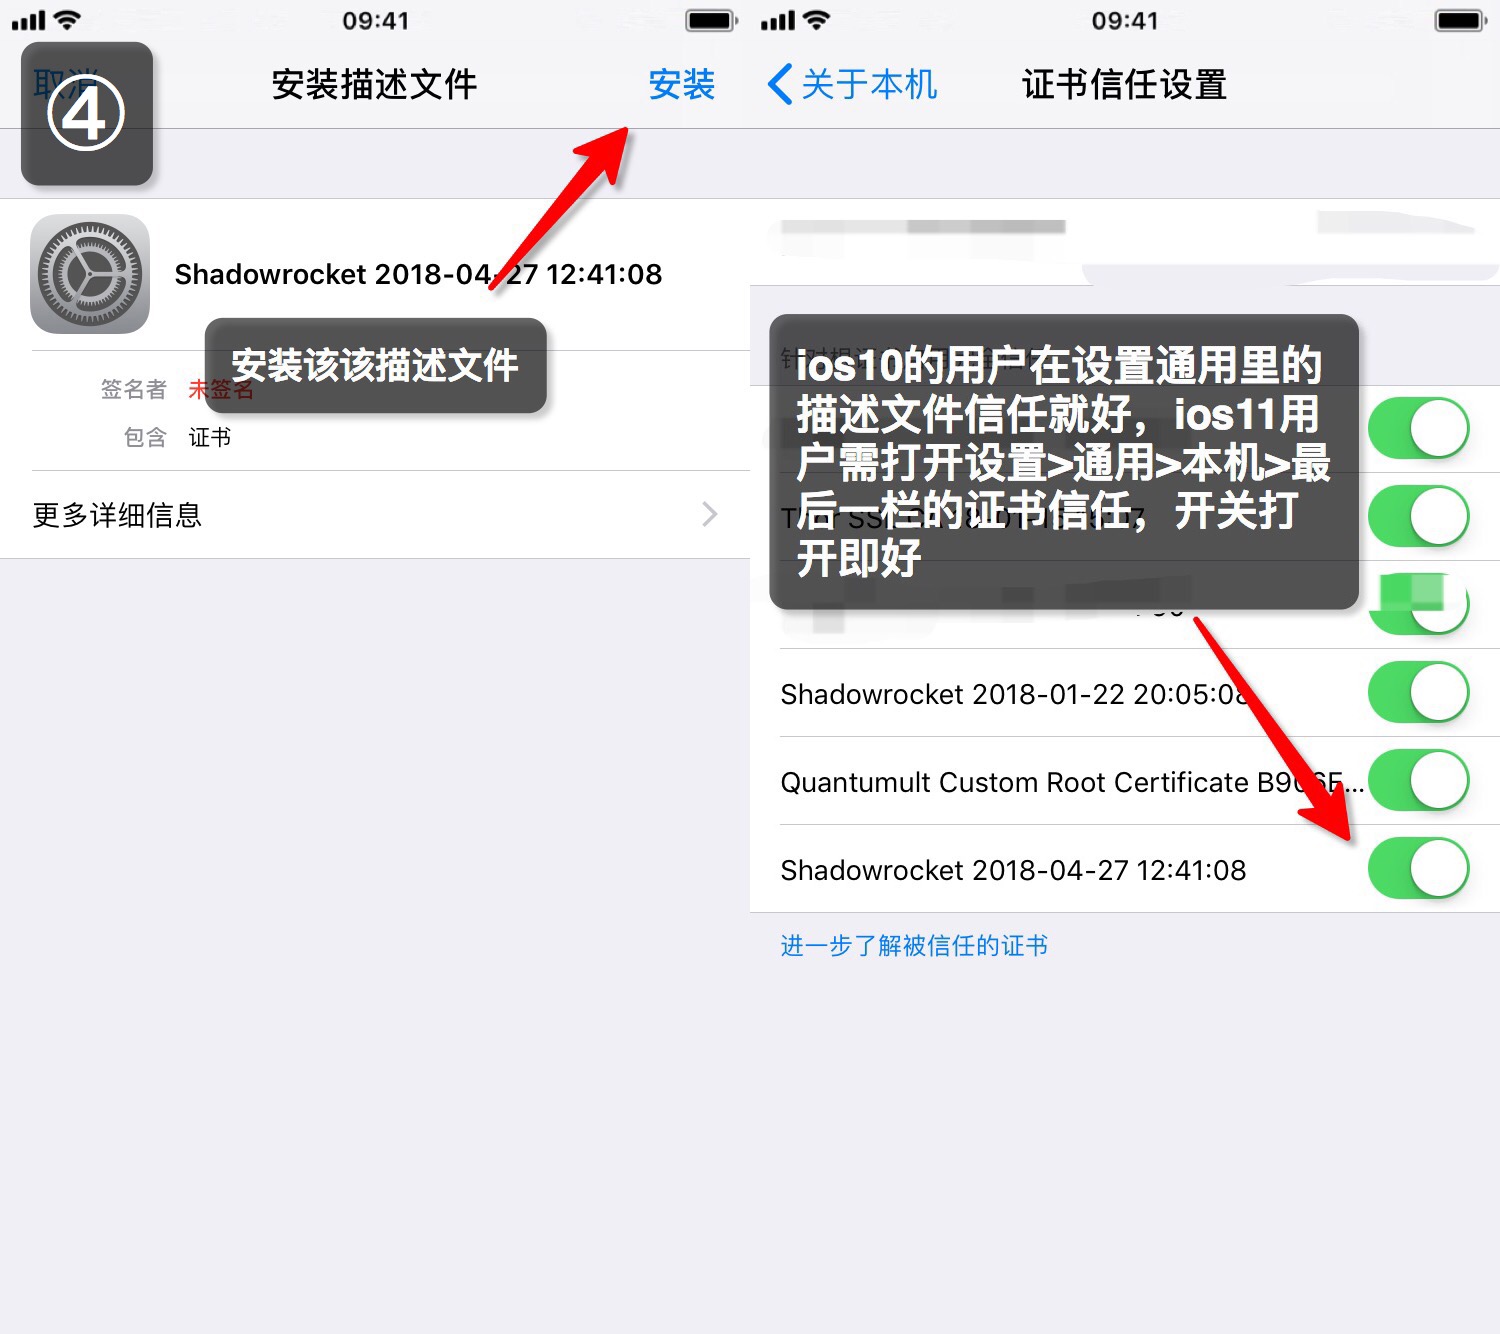 09:41
取消
安装描述文件
安装
④
Shadowrocket 2018-04-27 12:41:08
安装该该描述文件
签名者 未签名
包含 证书
更多详细信息
09:41
关于本机
证书信任设置
ios10的用户在设置通用里的
描述文件信任就好，ios11用
户需打开设置>通用>本机>最
后一栏的证书信任，开关打
开即好
Shadowrocket 2018-01-22 20:05:08
Quantumult Custom Root Certificate B906E...
Shadowrocket 2018-04-27 12:41:08
进一步了解被信任的证书